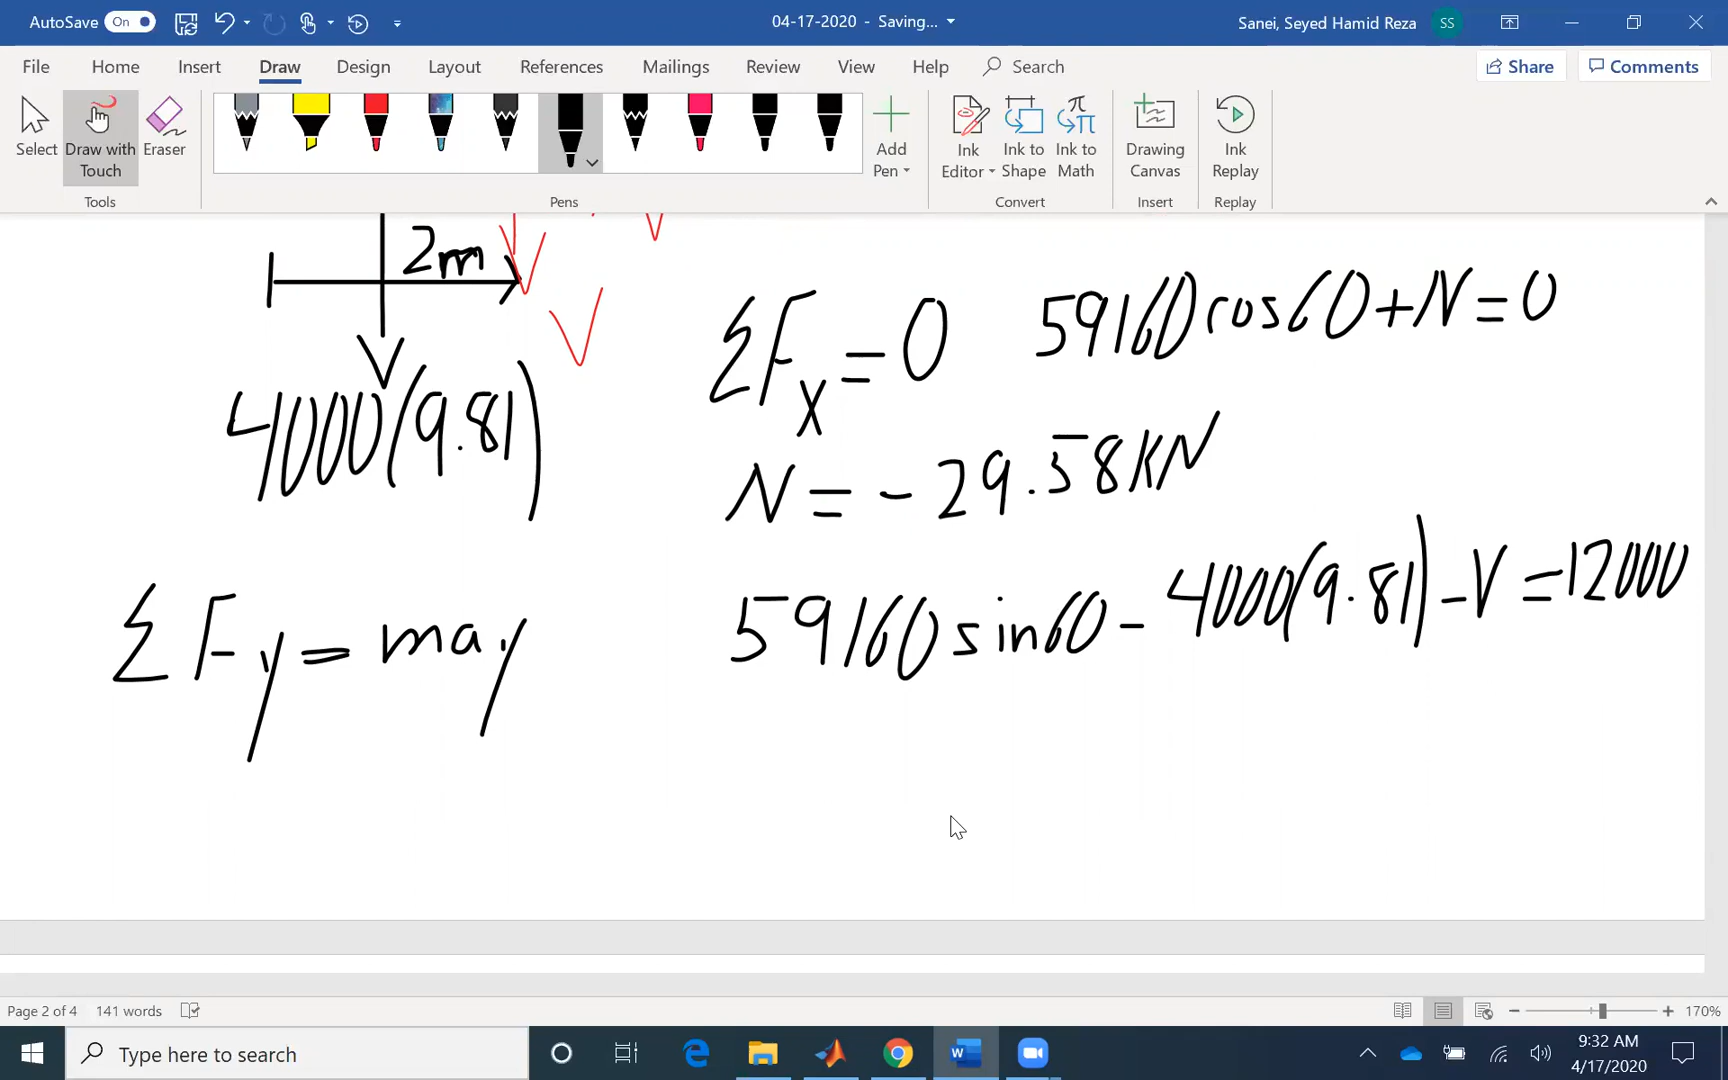 AutoSave On 04-17-2020 - Saving... Sanei, Seyed Hamid Reza SS
File Home Insert Draw Design Layout References Mailings Review View Help Search Share Comments
Select Draw with Touch Eraser Add Pen Ink Editor Ink to Shape Ink to Math Drawing Canvas Ink Replay
Tools Pens Convert Insert Replay
2m
V
V
4000(9.81)
ΣFx=0 59160cos60+N=0
N=-29.58KN
ΣFy=may 59160sin60-4000(9.81)-V=12000
Page 2 of 4 141 words 170%
Type here to search 9:32 AM
4/17/2020